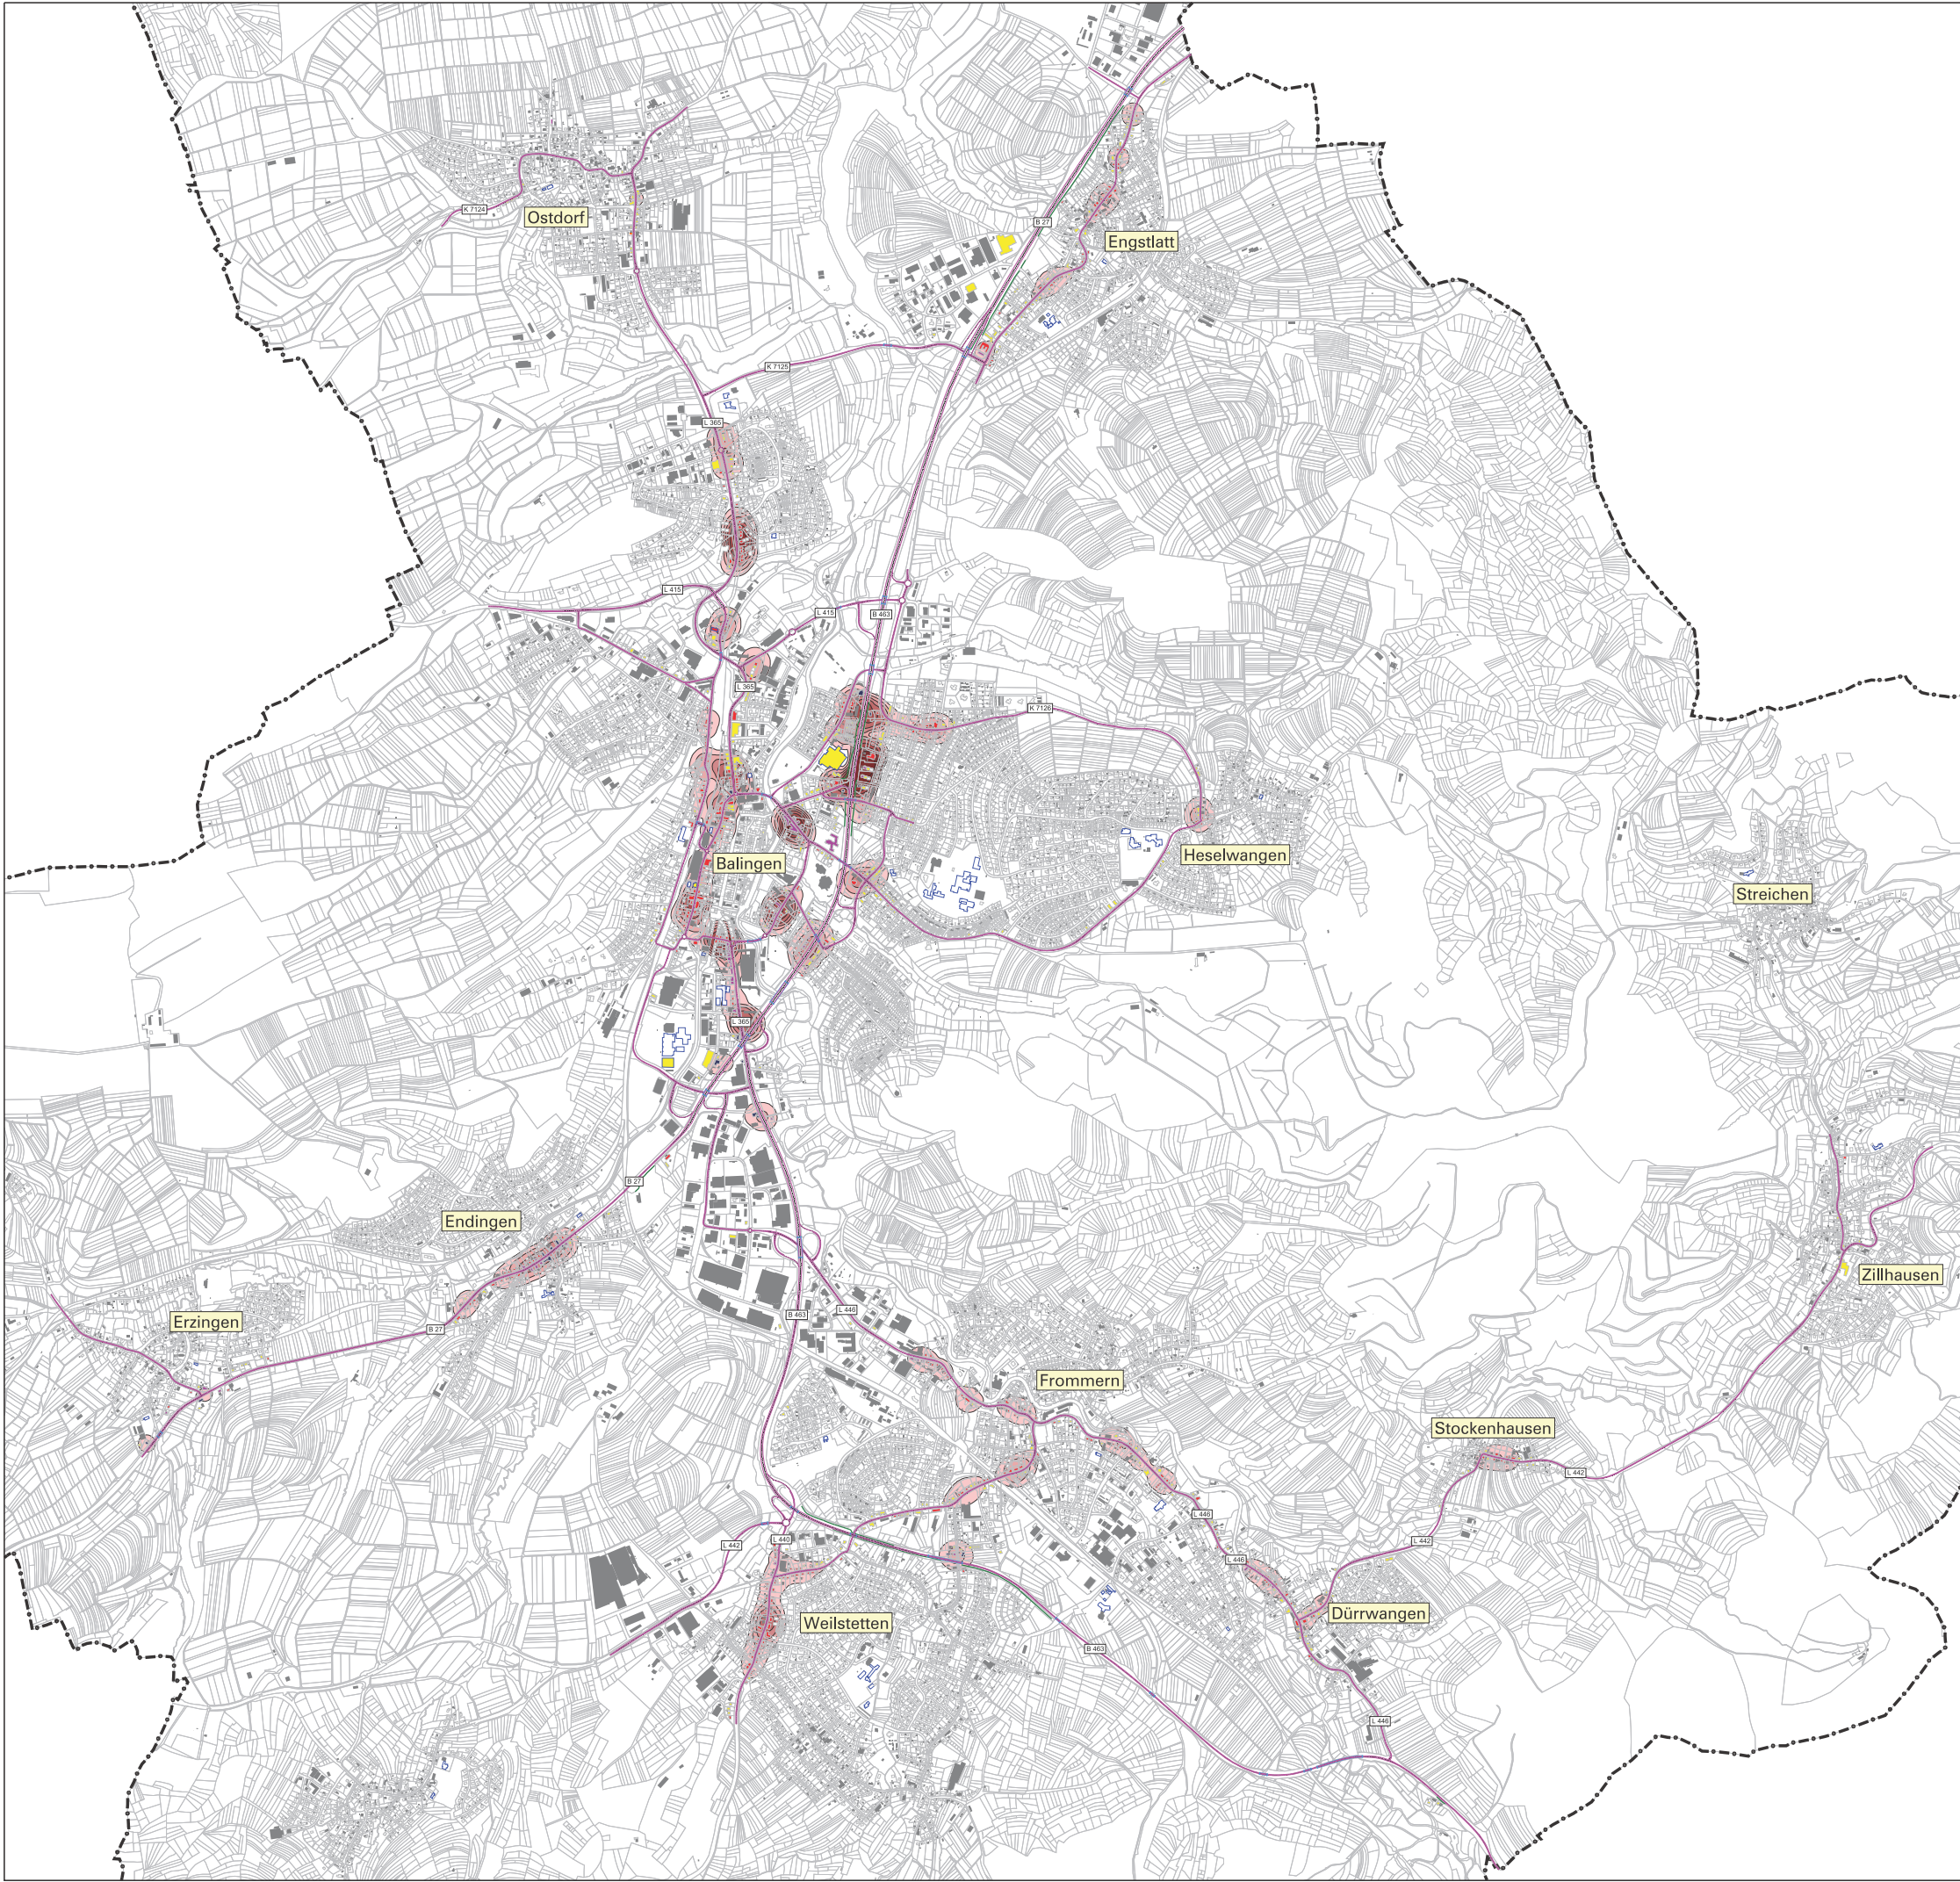 K 7124
Ostdorf
B 27
Engstlatt
K 7125
L 365
L 415
L 415
B 463
L 365
K 7126
Balingen
Heselwangen
Streichen
L 365
B 27
Endingen
Zillhausen
L 446
B 463
Erzingen
B 27
Frommern
Stockenhausen
L 442
L 446
L 442
L 440
L 442
L 446
Dürrwangen
Weilstetten
B 463
L 446